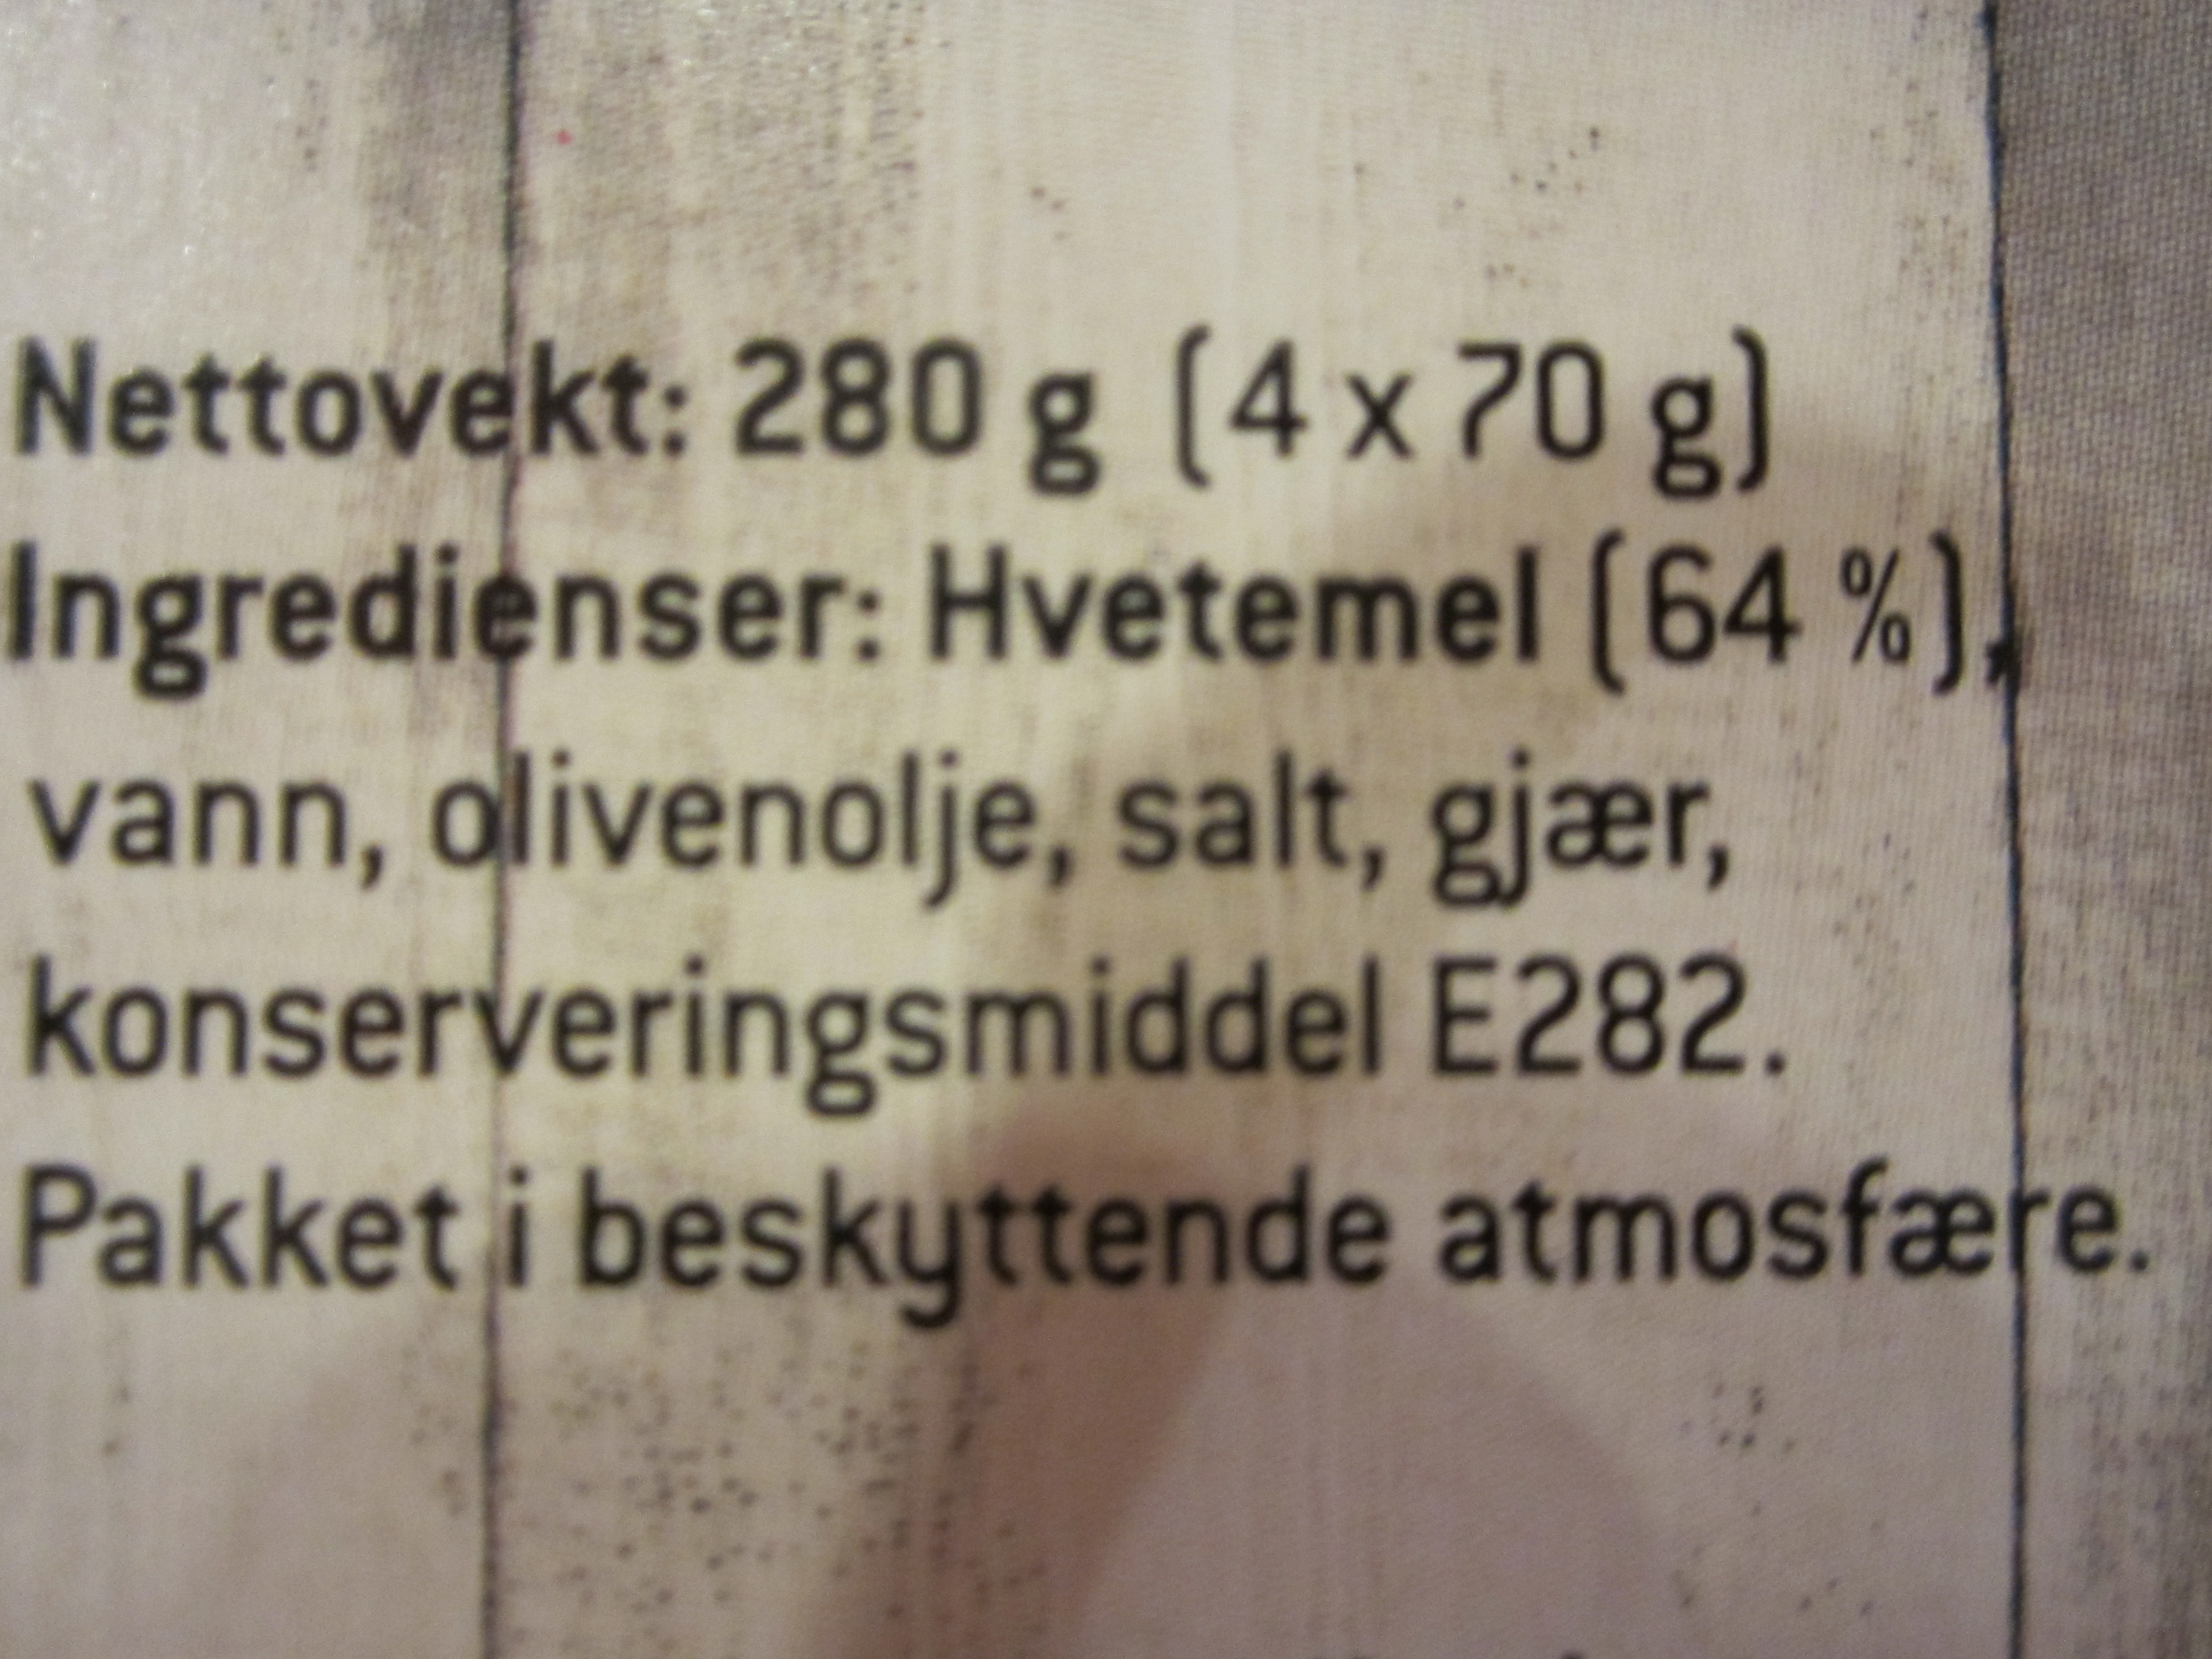 Nettovekt: 280 g (4 x 70 g)
Ingredienser: Hvetemel (64 %),
vann, olivenolje, salt, gjær,
konserveringsmiddel E282.
Pakket i beskyttende atmosfære.